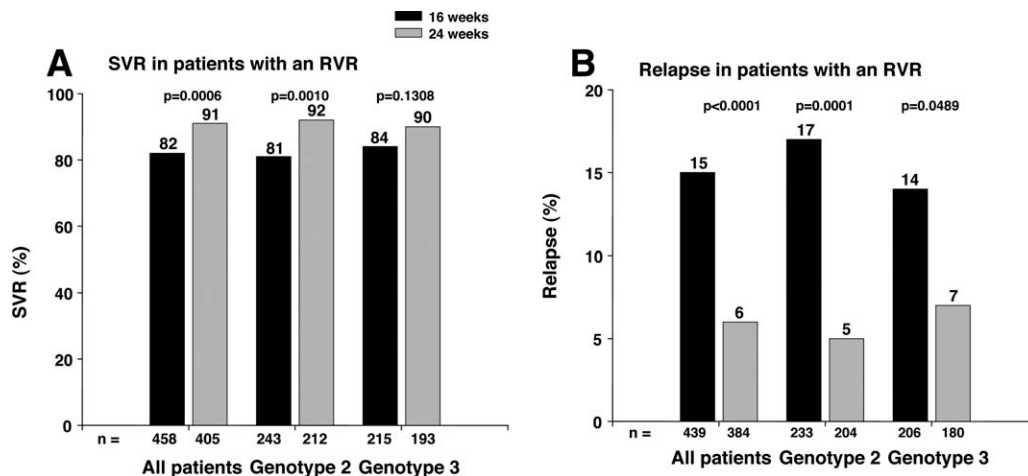 16 weeks
24 weeks
A SVR in patients with an RVR
p=0.0006 p=0.0010 p=0.1308
100
80
60
40
20
0
SVR (%)
82 91 81 92 84 90
n = 458 405 243 212 215 193
All patients Genotype 2 Genotype 3
B Relapse in patients with an RVR
p<0.0001 p=0.0001 p=0.0489
20
15
10
5
0
Relapse (%)
15 6 17 5 14 7
n = 439 384 233 204 206 180
All patients Genotype 2 Genotype 3